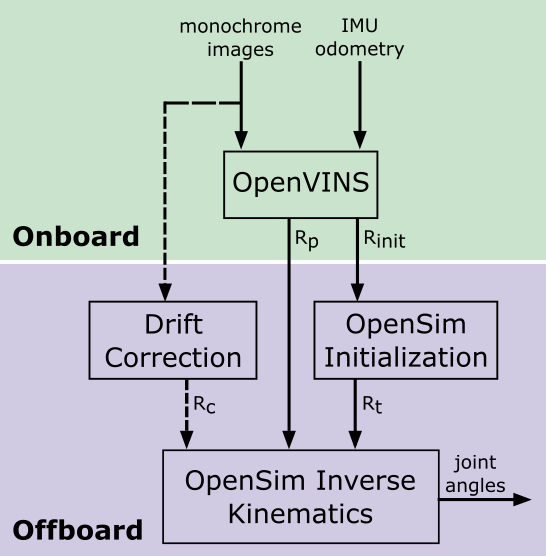 monochrome
images
IMU
odometry
OpenVINS
Onboard
Rp
Rinit
Drift
Correction
OpenSim
Initialization
Rc
Rt
OpenSim Inverse
Kinematics
joint
angles
Offboard